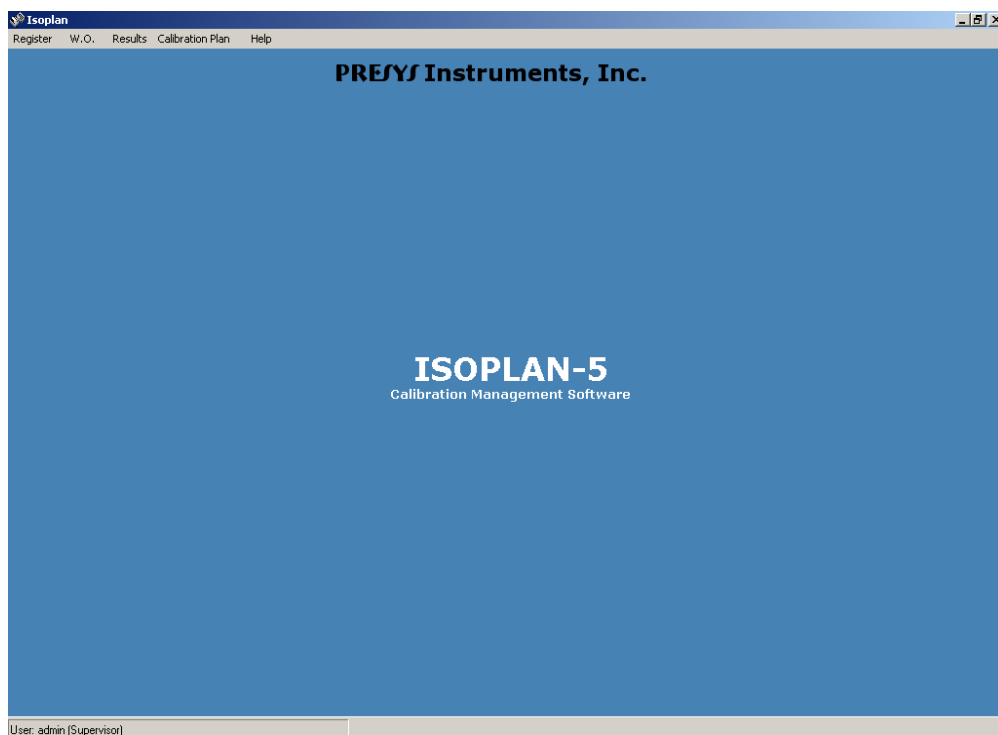 Isoplan
Register W.O. Results Calibration Plan Help
PRESYS Instruments, Inc.
ISOPLAN-5
Calibration Management Software
User: admin (Supervisor)